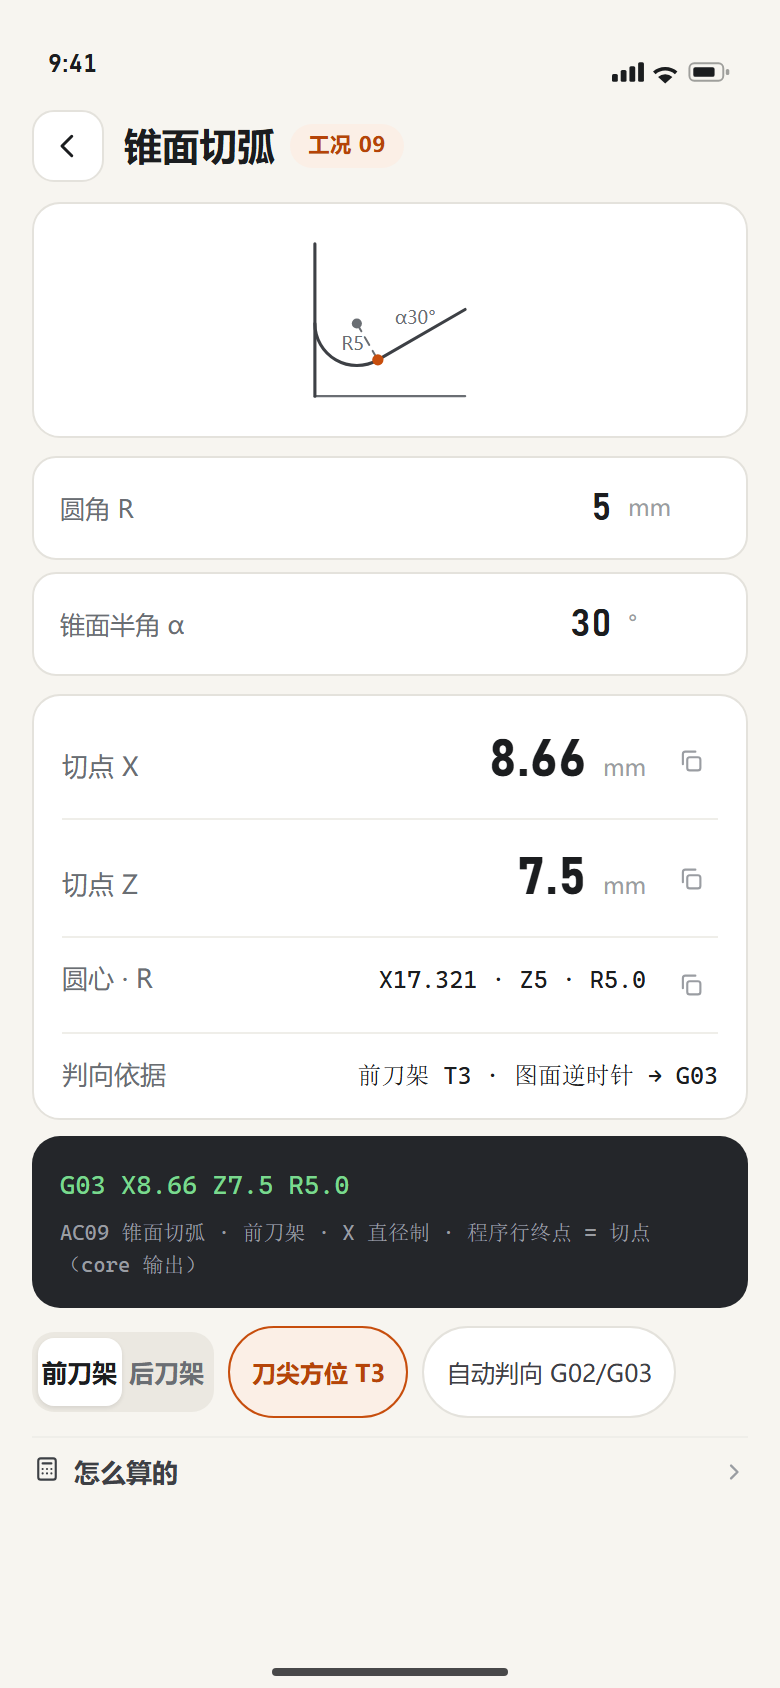 9:41
锥面切弧 工况 09
α30°
R5
圆角 R 5 mm
锥面半角 α 30 °
切点 X 8.66 mm
切点 Z 7.5 mm
圆心 · R X17.321 · Z5 · R5.0
判向依据 前刀架 T3 · 图面逆时针 → G03
G03 X8.66 Z7.5 R5.0
AC09 锥面切弧 · 前刀架 · X 直径制 · 程序行终点 = 切点
（core 输出）
前刀架 后刀架 刀尖方位 T3 自动判向 G02/G03
怎么算的